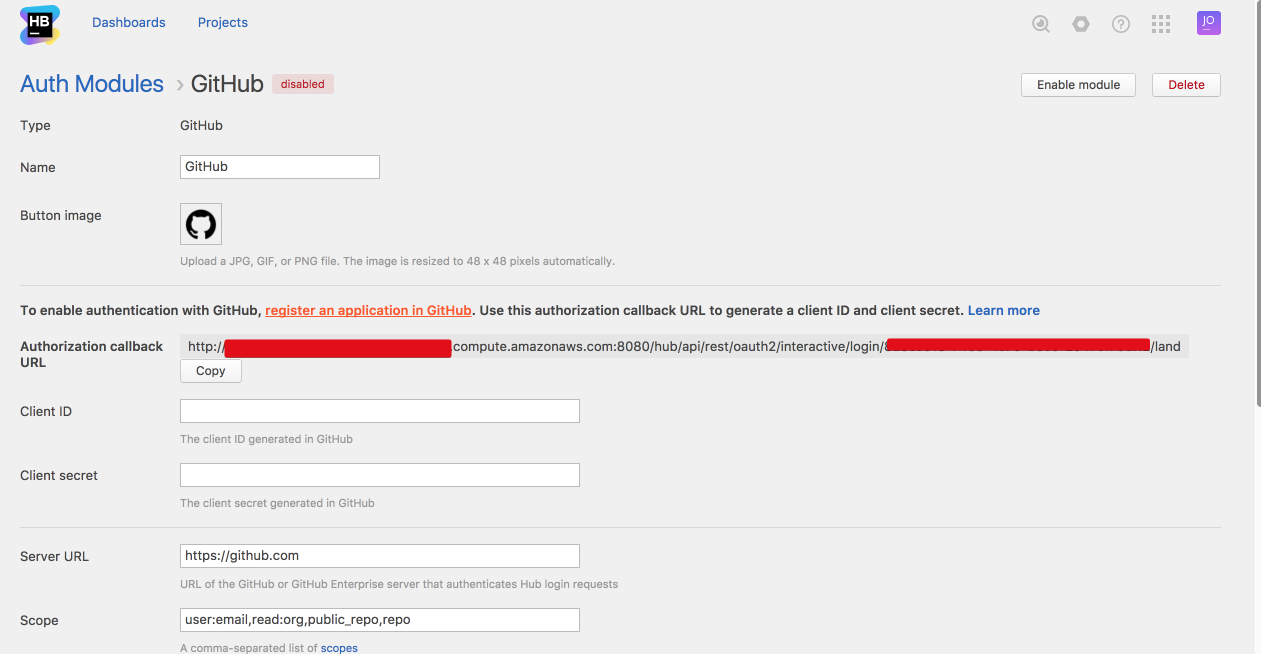 HB
Dashboards Projects
JO
Auth Modules › GitHub disabled Enable module Delete
Type GitHub
Name GitHub
Button image
Upload a JPG, GIF, or PNG file. The image is resized to 48 x 48 pixels automatically.
To enable authentication with GitHub, register an application in GitHub. Use this authorization callback URL to generate a client ID and client secret. Learn more
Authorization callback URL http:// .compute.amazonaws.com:8080/hub/api/rest/oauth2/interactive/login/ /land
Copy
Client ID
The client ID generated in GitHub
Client secret
The client secret generated in GitHub
Server URL https://github.com
URL of the GitHub or GitHub Enterprise server that authenticates Hub login requests
Scope user:email,read:org,public_repo,repo
A comma-separated list of scopes